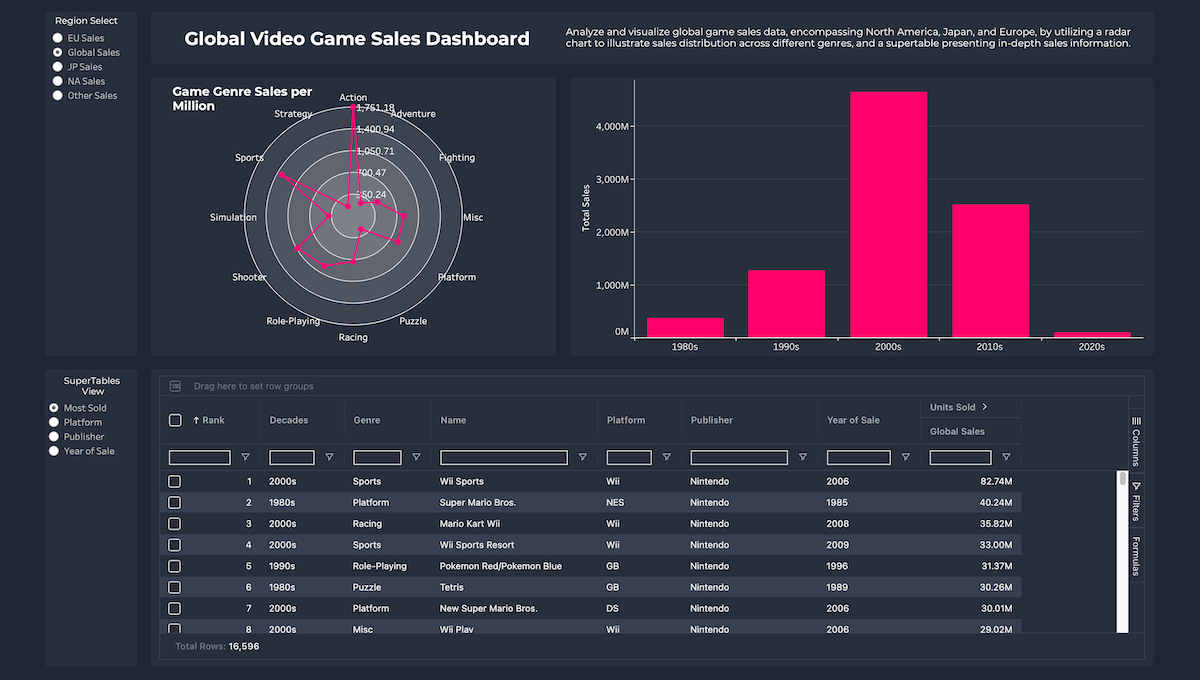 Region Select
EU Sales
Global Sales
JP Sales
NA Sales
Other Sales
Global Video Game Sales Dashboard
Analyze and visualize global game sales data, encompassing North America, Japan, and Europe, by utilizing a radar
chart to illustrate sales distribution across different genres, and a supertable presenting in-depth sales information.
Game Genre Sales per
Million
Action
1,751.18
Strategy
Adventure
1,400.94
Sports
1,050.71
Fighting
700.47
350.24
Simulation
Misc
Shooter
Platform
Role-Playing
Puzzle
Racing
Total Sales
4,000M
3,000M
2,000M
1,000M
0M
1980s 1990s 2000s 2010s 2020s
SuperTables
View
Most Sold
Platform
Publisher
Year of Sale
Drag here to set row groups
Units Sold
Rank Decades Genre Name Platform Publisher Year of Sale
Global Sales
1 2000s Sports Wii Sports Wii Nintendo 2006 82.74M
2 1980s Platform Super Mario Bros. NES Nintendo 1985 40.24M
3 2000s Racing Mario Kart Wii Wii Nintendo 2008 35.82M
4 2000s Sports Wii Sports Resort Wii Nintendo 2009 33.00M
5 1990s Role-Playing Pokemon Red/Pokemon Blue GB Nintendo 1996 31.37M
6 1980s Puzzle Tetris GB Nintendo 1989 30.26M
7 2000s Platform New Super Mario Bros. DS Nintendo 2006 30.01M
8 2000s Misc Wii Play Wii Nintendo 2006 29.02M
Total Rows: 16,596
Columns
Filters
Formulas